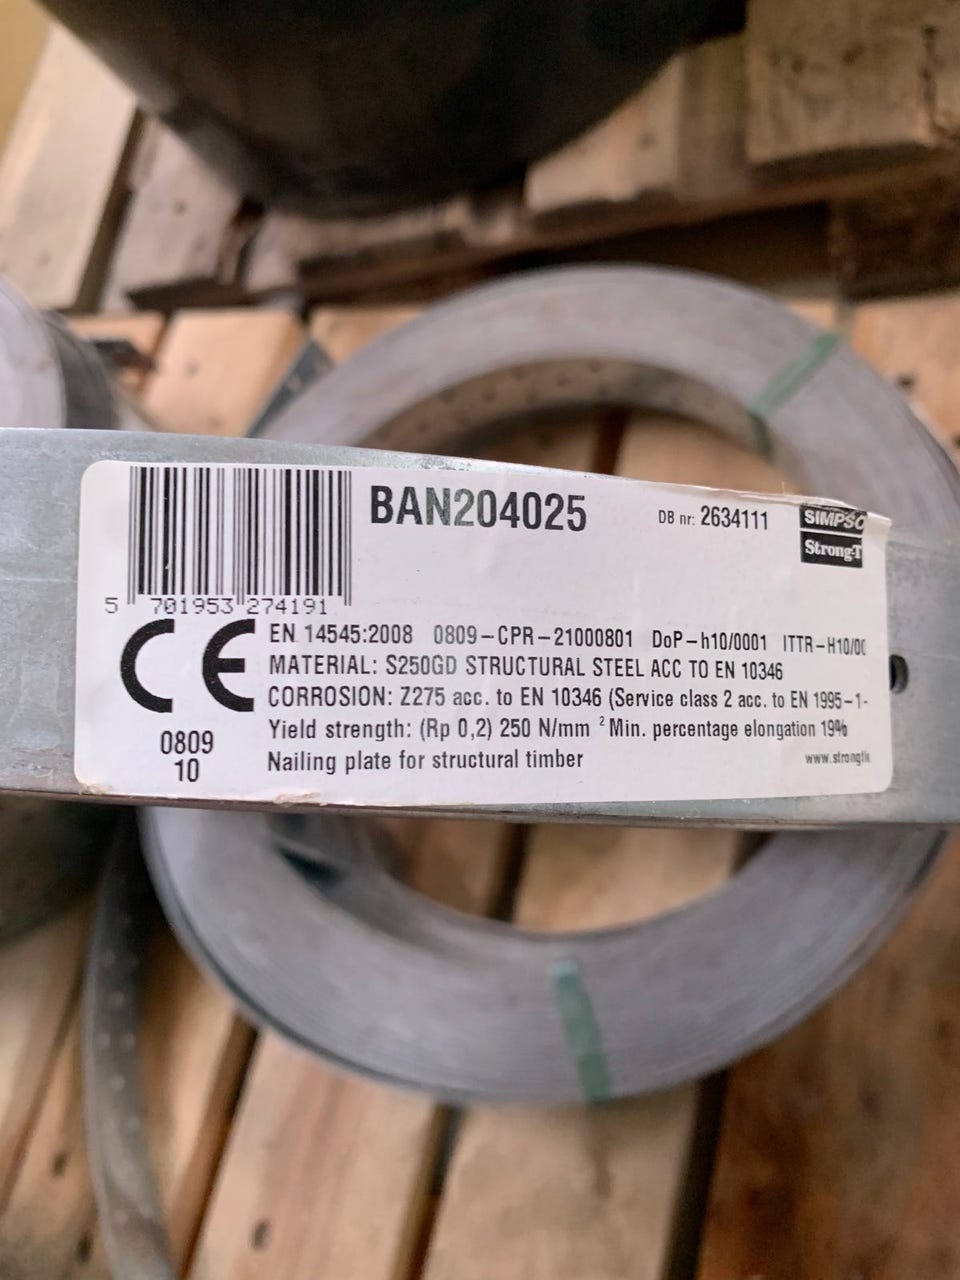 BAN204025
DB nr: 2634111
SIMPSO
Strong-T
5 701953 274191
CE
0809
10
EN 14545:2008 0809-CPR-21000801 DoP-h10/0001 ITTR-H10/00
MATERIAL: S250GD STRUCTURAL STEEL ACC TO EN 10346
CORROSION: Z275 acc. to EN 10346 (Service class 2 acc. to EN 1995-1-
Yield strength: (Rp 0,2) 250 N/mm ² Min. percentage elongation 19%
Nailing plate for structural timber
www.strongti